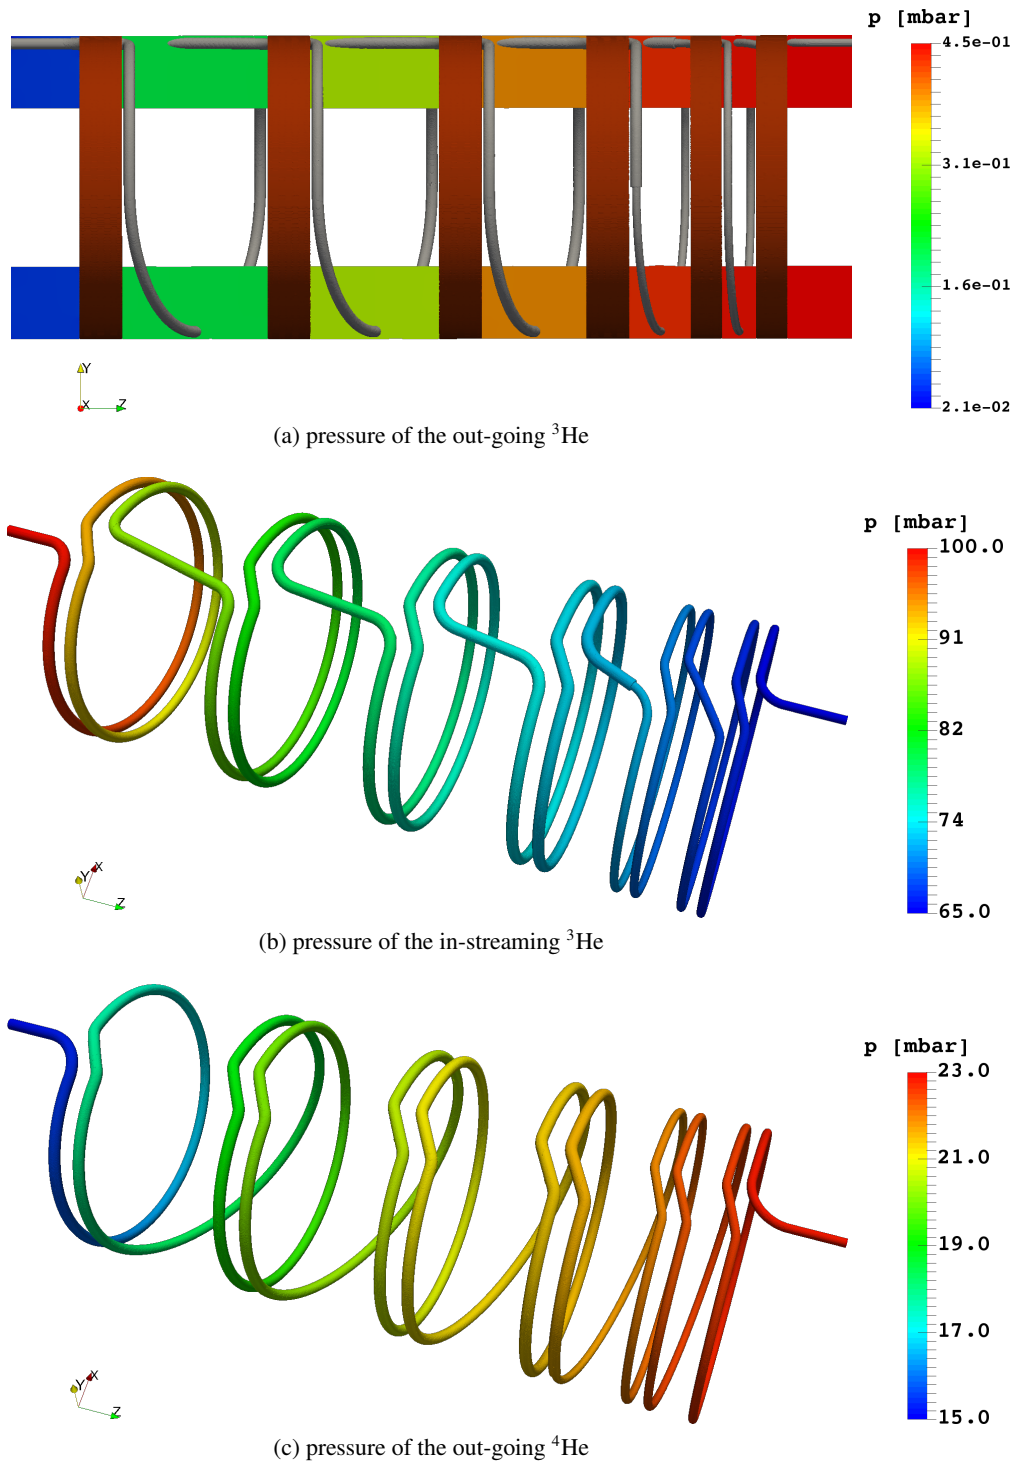 p [mbar]
4.5e-01
3.1e-01
1.6e-01
2.1e-02
Y
X Z
(a) pressure of the out-going ³He
p [mbar]
100.0
91
82
74
65.0
Y X
Z
(b) pressure of the in-streaming ³He
p [mbar]
23.0
21.0
19.0
17.0
15.0
Y X
Z
(c) pressure of the out-going ⁴He